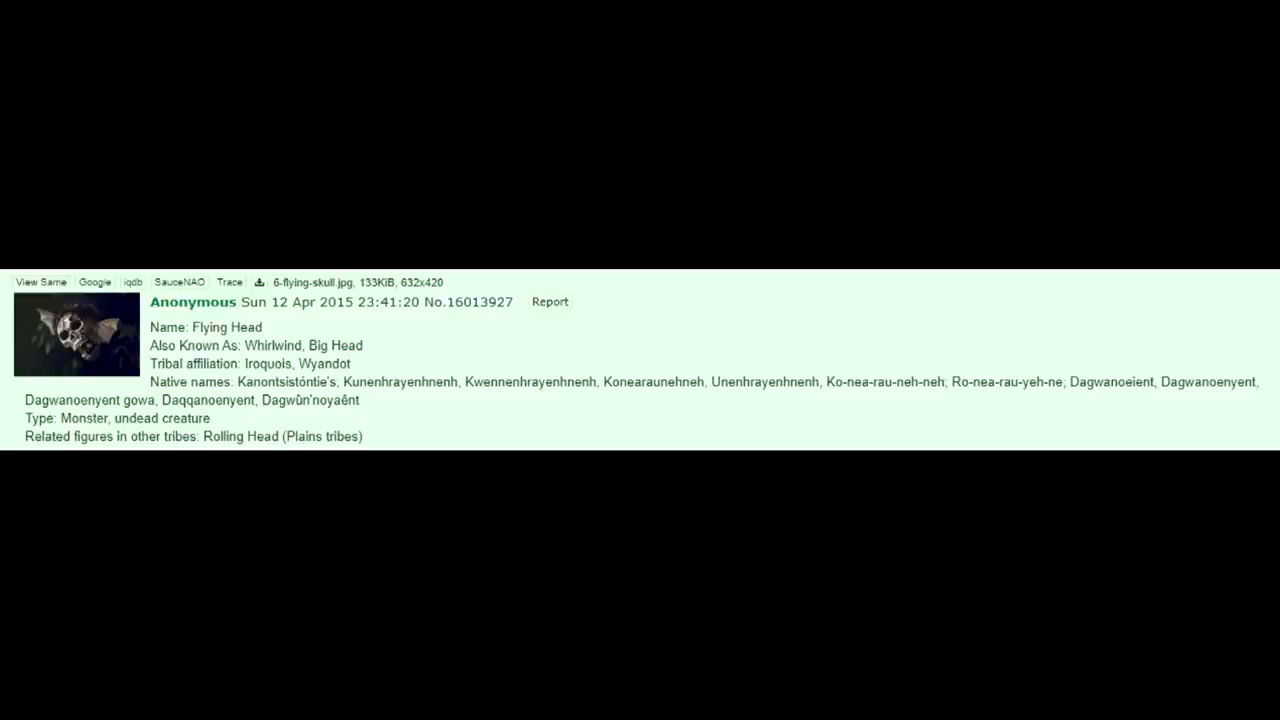 View Same Google iqdb SauceNAO Trace 6-flying-skull.jpg, 133KiB, 632x420
Anonymous Sun 12 Apr 2015 23:41:20 No.16013927 Report
Name: Flying Head
Also Known As: Whirlwind, Big Head
Tribal affiliation: Iroquois, Wyandot
Native names: Kanontsistóntie's, Kunenhrayenhnenh, Kwennenhrayenhnenh, Konearaunehneh, Unenhrayenhnenh, Ko-nea-rau-neh-neh; Ro-nea-rau-yeh-ne; Dagwanoeient, Dagwanoenyent,
Dagwanoenyent gowa, Daqqanoenyent, Dagwûn'noyaênt
Type: Monster, undead creature
Related figures in other tribes: Rolling Head (Plains tribes)